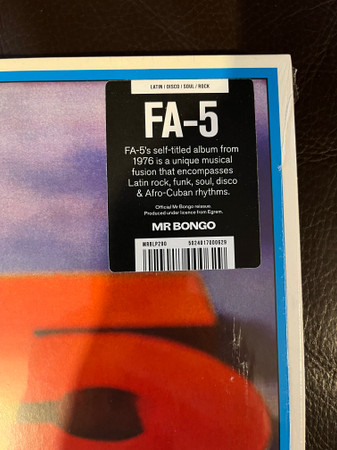 LATIN / DISCO / SOUL / ROCK
FA-5
FA-5's self-titled album from
1976 is a unique musical
fusion that encompasses
Latin rock, funk, soul, disco
& Afro-Cuban rhythms.
Official Mr Bongo reissue.
Produced under licence from Egrem.
MR BONGO
MRBLP280 5024017000629